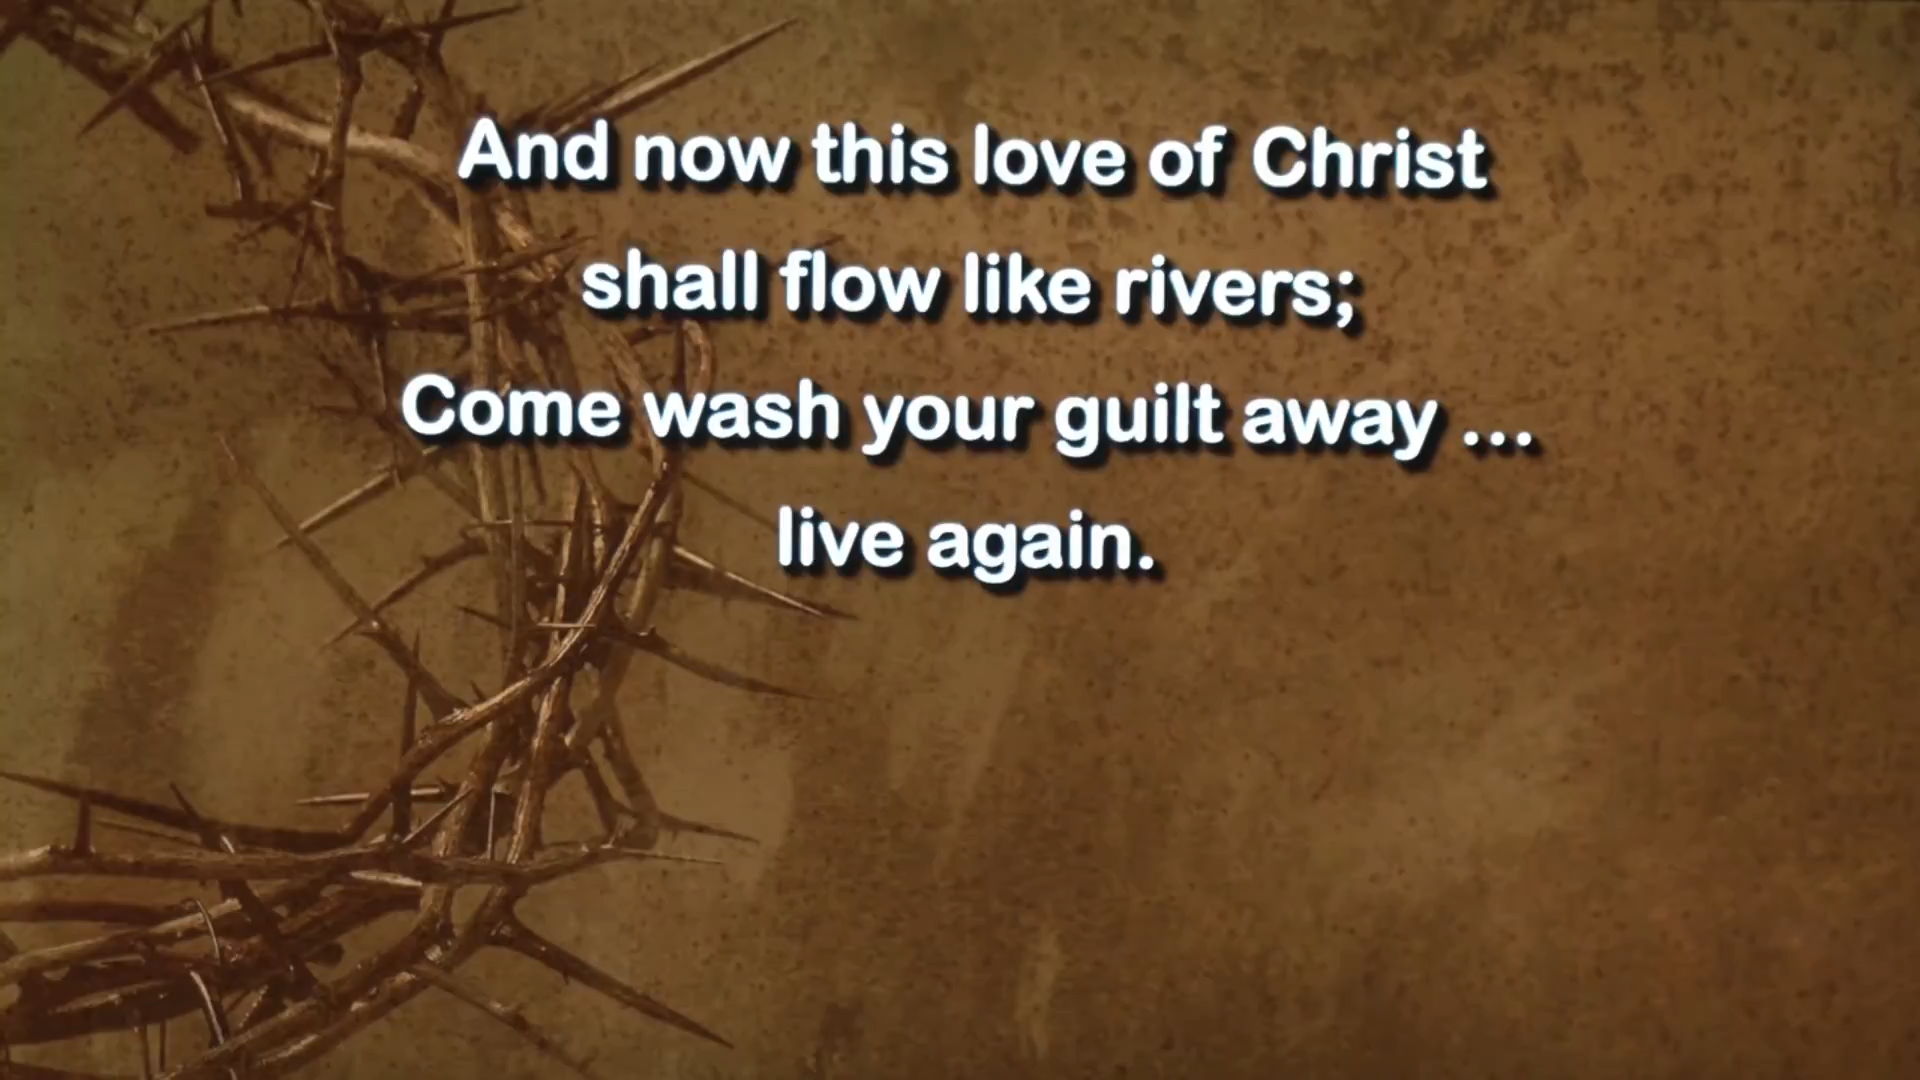 And now this love of Christ
shall flow like rivers;
Come wash your guilt away ...
live again.